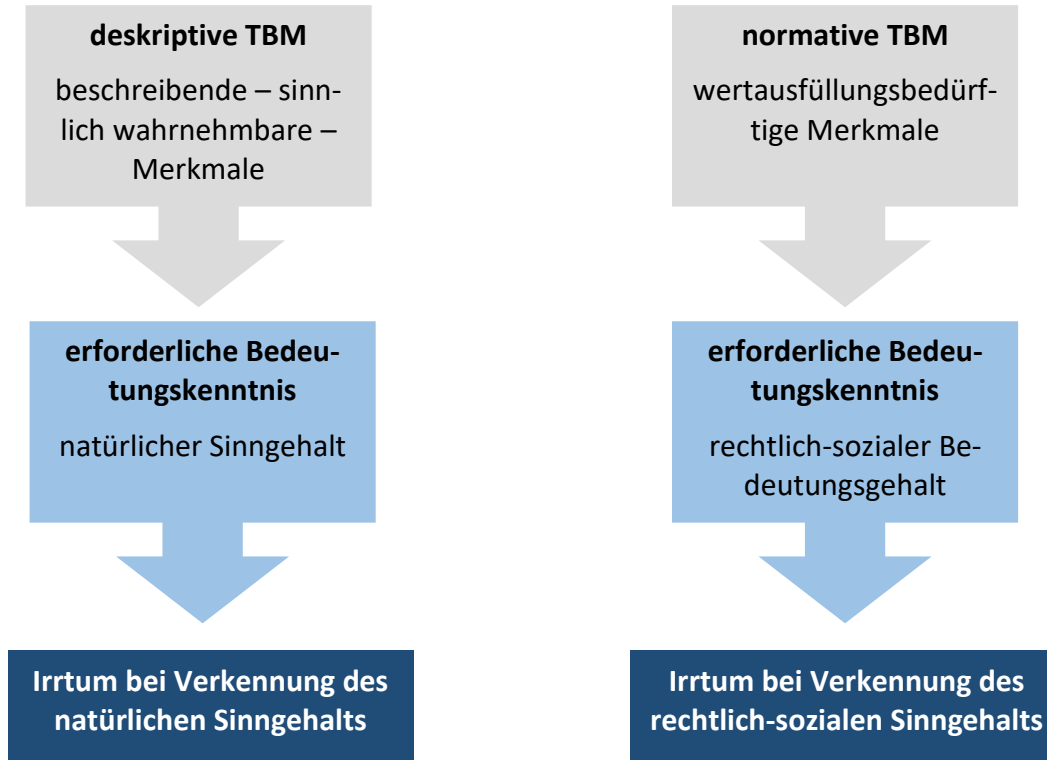 deskriptive TBM
beschreibende – sinn-
lich wahrnehmbare –
Merkmale
erforderliche Bedeu-
tungskenntnis
natürlicher Sinngehalt
Irrtum bei Verkennung des
natürlichen Sinngehalts
normative TBM
wertausfüllungsbedürf-
tige Merkmale
erforderliche Bedeu-
tungskenntnis
rechtlich-sozialer Be-
deutungsgehalt
Irrtum bei Verkennung des
rechtlich-sozialen Sinngehalts